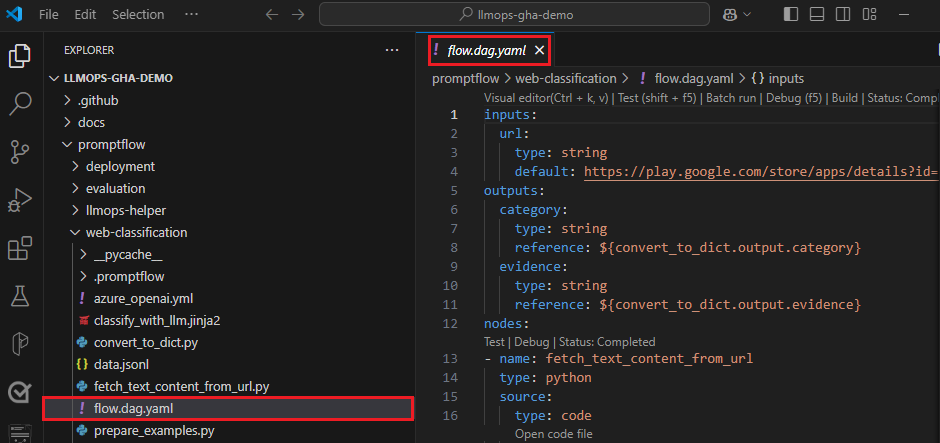 File Edit Selection ... llmops-gha-demo
EXPLORER ...
LLMOPS-GHA-DEMO
.github
docs
promptflow
deployment
evaluation
llmops-helper
web-classification
__pycache__
.promptflow
! azure_openai.yml
classify_with_llm.jinja2
convert_to_dict.py
{} data.jsonl
fetch_text_content_from_url.py
! flow.dag.yaml
prepare_examples.py
! flow.dag.yaml ×
promptflow > web-classification > ! flow.dag.yaml > {} inputs
Visual editor(Ctrl + k, v) | Test (shift + f5) | Batch run | Debug (f5) | Build | Status: Compl
1 inputs:
2 url:
3 type: string
4 default: https://play.google.com/store/apps/details?id=
5 outputs:
6 category:
7 type: string
8 reference: ${convert_to_dict.output.category}
9 evidence:
10 type: string
11 reference: ${convert_to_dict.output.evidence}
12 nodes:
Test | Debug | Status: Completed
13 - name: fetch_text_content_from_url
14 type: python
15 source:
16 type: code
Open code file